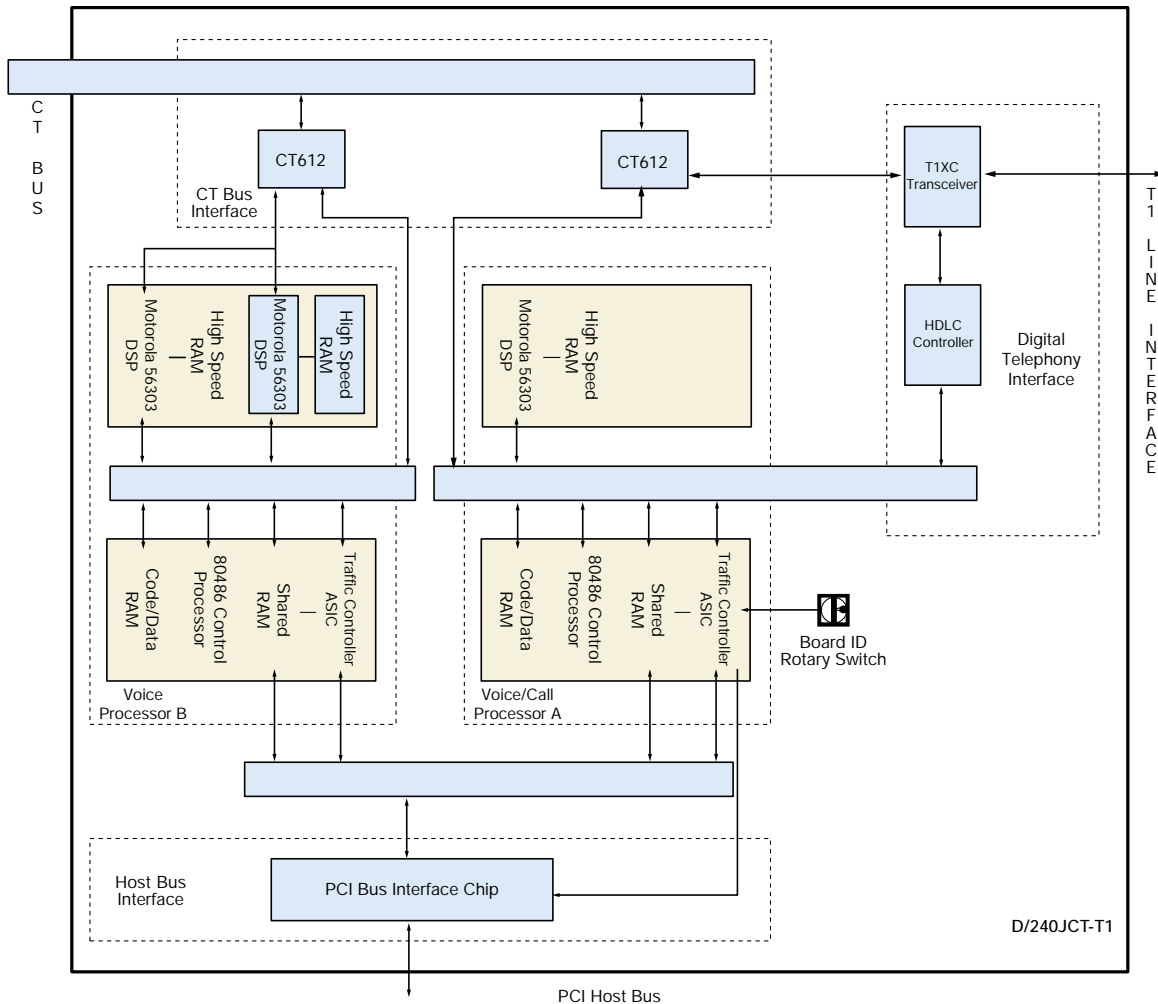 CT BUS
CT612
CT612
CT Bus
Interface
T1XC
Transceiver
T1 LINE INTERFACE
HDLC
Controller
Digital
Telephony
Interface
Motorola 56303
DSP
High Speed
RAM
Motorola 56303
DSP
High Speed
RAM
Motorola 56303
DSP
High Speed
RAM
Code/Data
RAM
80486 Control
Processor
Shared
RAM
Traffic Controller
ASIC
Voice
Processor B
Code/Data
RAM
80486 Control
Processor
Shared
RAM
Traffic Controller
ASIC
Voice/Call
Processor A
Board ID
Rotary Switch
Host Bus
Interface
PCI Bus Interface Chip
D/240JCT-T1
PCI Host Bus